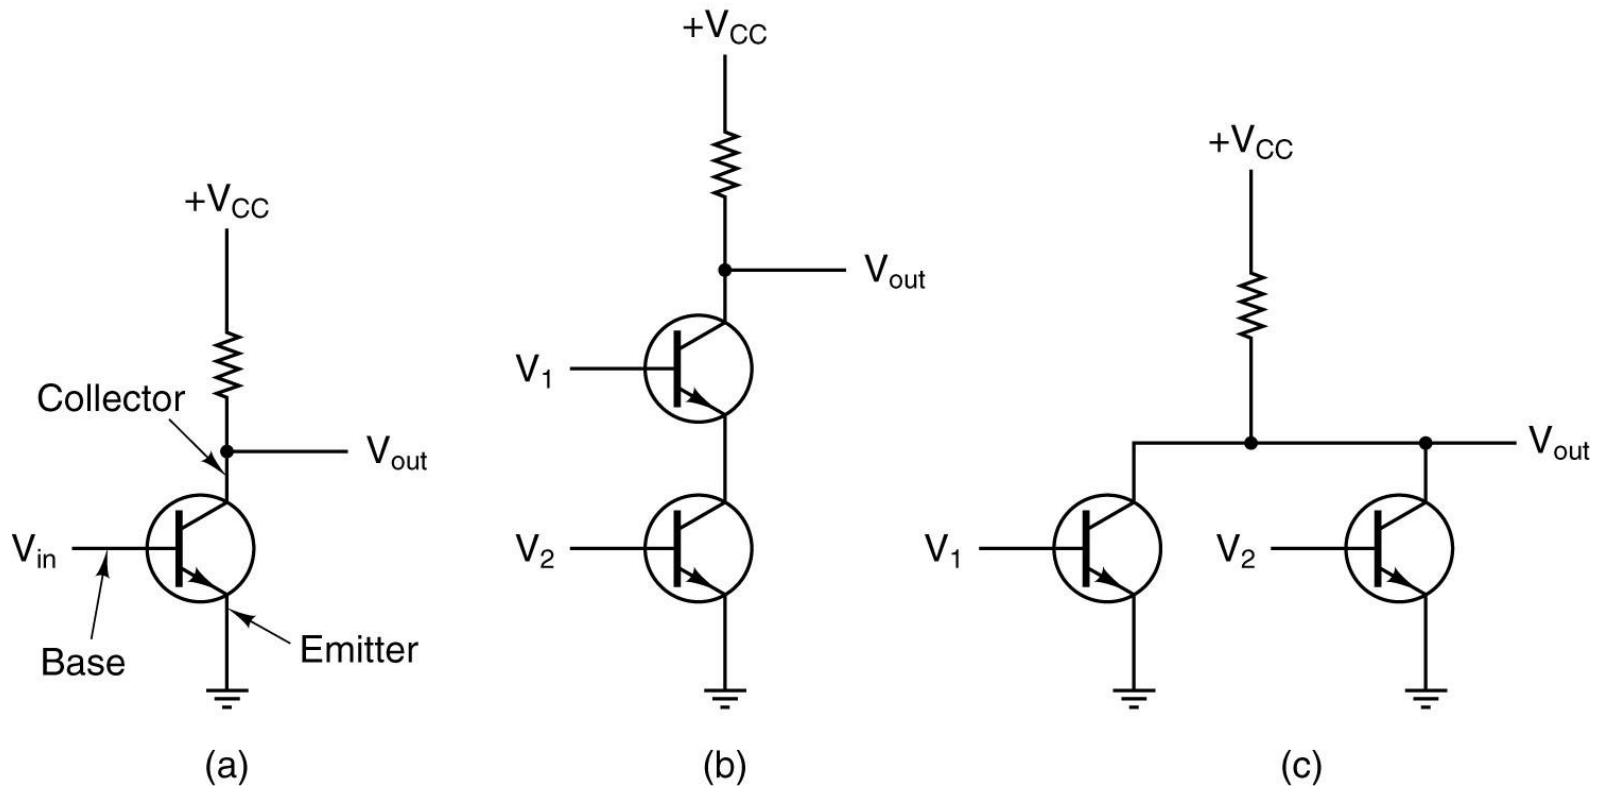 +VCC
Collector
Vout
Vin
Base
Emitter
(a)
+VCC
Vout
V1
V2
(b)
+VCC
Vout
V1
V2
(c)